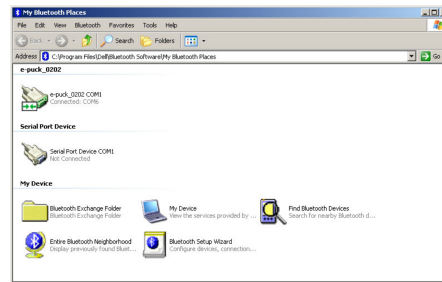 My Bluetooth Places
File Edit View Bluetooth Favorites Tools Help
Back Search Folders
Address C:\Program Files\Dell\Bluetooth Software\My Bluetooth Places Go
e-puck_0202
e-puck_0202 COM1
Connected: COM6
Serial Port Device
Serial Port Device COM1
Not Connected
My Device
Bluetooth Exchange Folder My Device Find Bluetooth Devices
Bluetooth Exchange Folder View the services provided by ... Search for nearby Bluetooth d...
Entire Bluetooth Neighborhood Bluetooth Setup Wizard
Display previously found Bluet... Configure devices, connection...